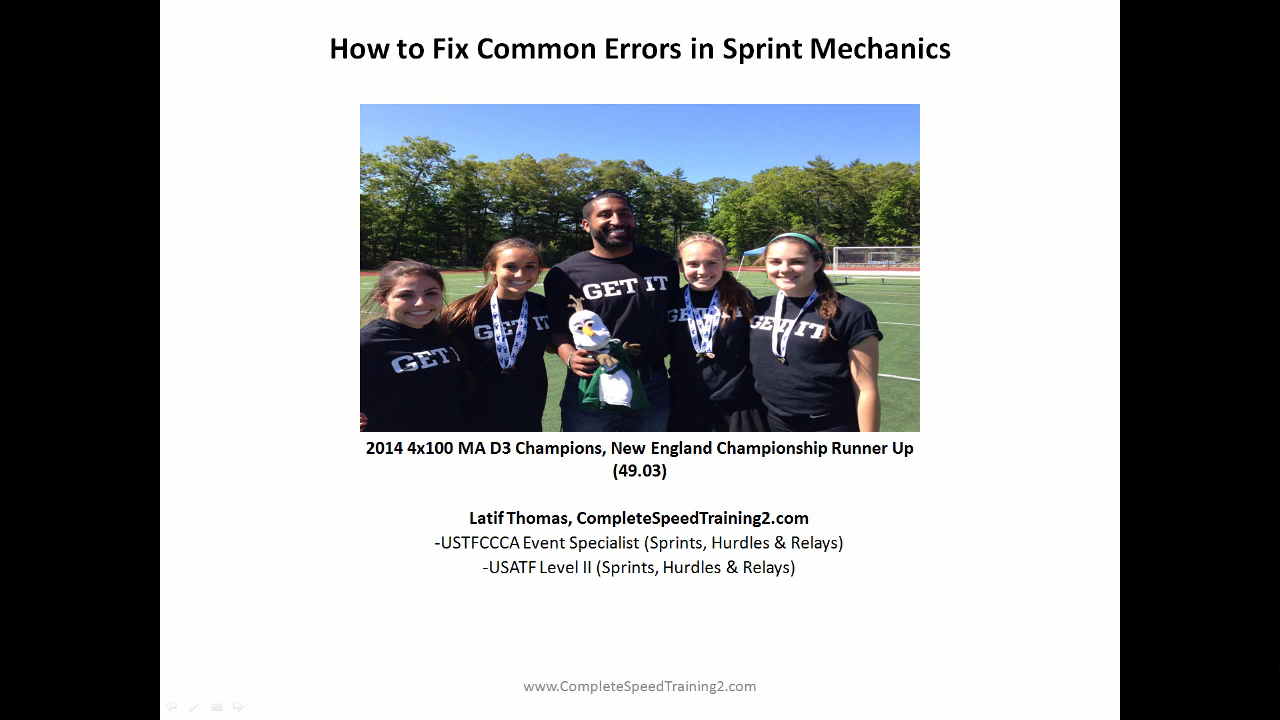 How to Fix Common Errors in Sprint Mechanics
GET IT
GET I
GET IT
GET IT
GET IT
2014 4x100 MA D3 Champions, New England Championship Runner Up
(49.03)
Latif Thomas, CompleteSpeedTraining2.com
-USTFCCCA Event Specialist (Sprints, Hurdles & Relays)
-USATF Level II (Sprints, Hurdles & Relays)
www.CompleteSpeedTraining2.com